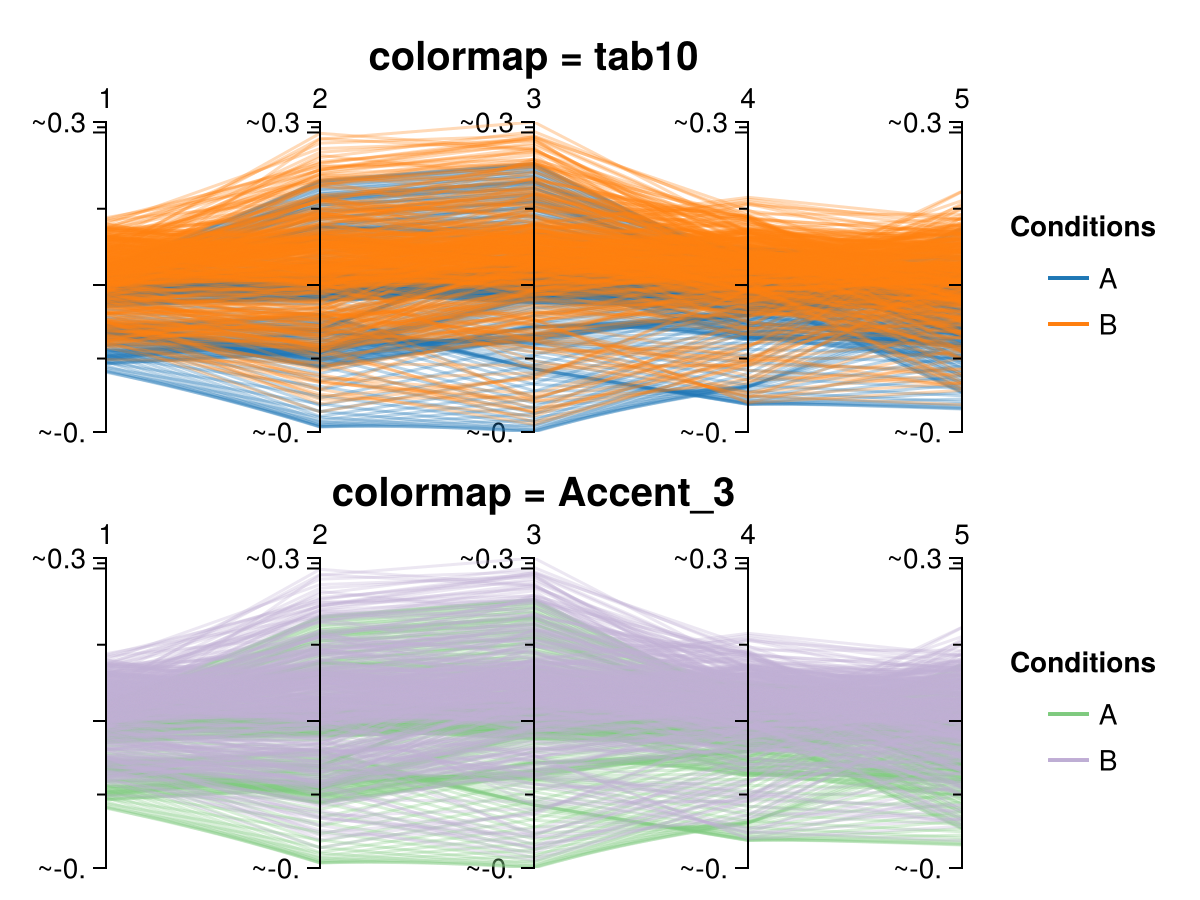 colormap = tab10
1 2 3 4 5
~0.3 ~0.3 ~0.3 ~0.3 ~0.3
Conditions
A
B
~-0. ~-0. ~-0. ~-0. ~-0.
colormap = Accent_3
1 2 3 4 5
~0.3 ~0.3 ~0.3 ~0.3 ~0.3
Conditions
A
B
~-0. ~-0. ~-0. ~-0. ~-0.